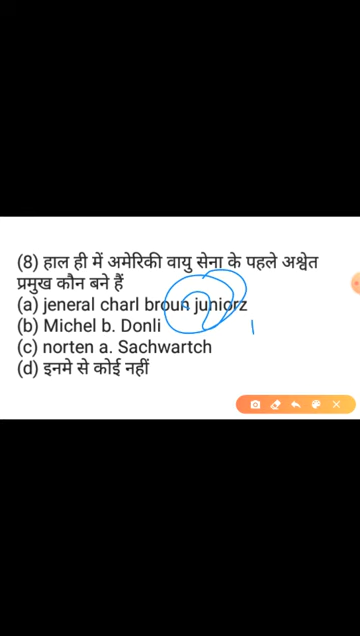 (8) हाल ही में अमेरिकी वायु सेना के पहले अश्वेत
प्रमुख कौन बने हैं
(a) jeneral charl broun juniorz
(b) Michel b. Donli
(c) norten a. Sachwartch
(d) इनमे से कोई नहीं